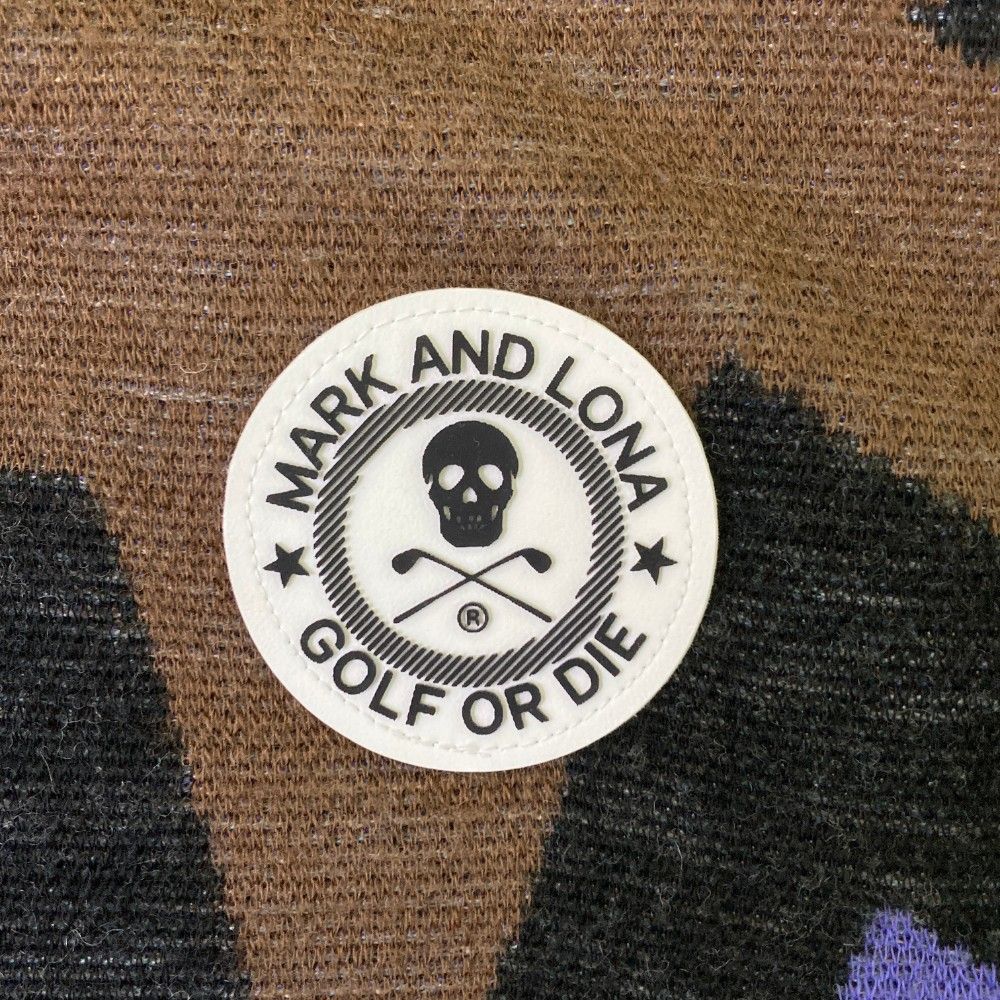 MARK AND LONA
®
GOLF OR DIE